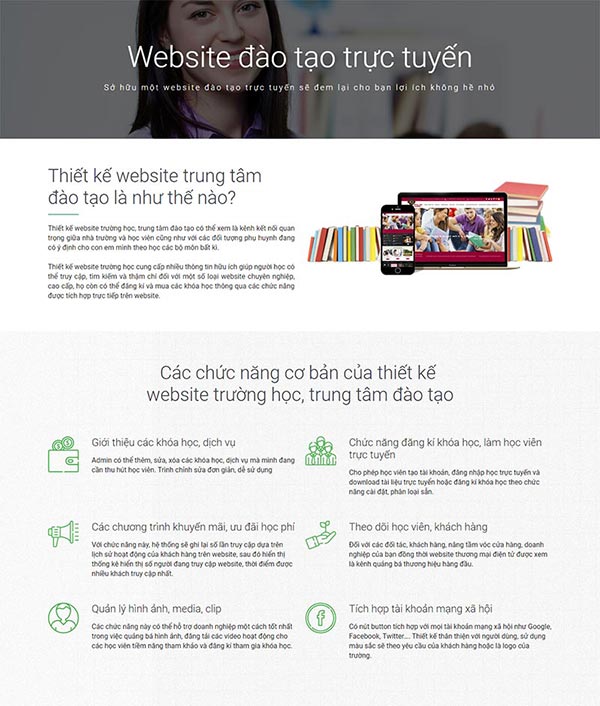 Website đào tạo trực tuyến
Sở hữu một website đào tạo trực tuyến sẽ đem lại cho bạn lợi ích không hề nhỏ
Thiết kế website trung tâm
đào tạo là như thế nào?
Thiết kế website trường học, trung tâm đào tạo có thể xem là kênh kết nối quan
trọng giữa nhà trường và học viên cũng như với các đối tượng phụ huynh đang
có ý định cho con em mình theo học các bộ môn bất kì.
Thiết kế website trường học cung cấp nhiều thông tin hữu ích giúp người học có
thể truy cập, tìm kiếm và thậm chí đối với một số loại website chuyên nghiệp,
cao cấp, họ còn có thể đăng kí và mua các khóa học thông qua các chức năng
được tích hợp trực tiếp trên website.
Các chức năng cơ bản của thiết kế
website trường học, trung tâm đào tạo
Giới thiệu các khóa học, dịch vụ
Admin có thể thêm, sửa, xóa các khóa học, dịch vụ mà mình đang
cần thu hút học viên. Trình chỉnh sửa đơn giản, dễ sử dụng
Chức năng đăng kí khóa học, làm học viên
trực tuyến
Cho phép học viên tạo tài khoản, đăng nhập học trực tuyến và
download tài liệu trực tuyến hoặc đăng kí khóa học theo chức
năng cài đặt, phân loại sẵn.
Các chương trình khuyến mãi, ưu đãi học phí
Với chức năng này, hệ thống sẽ ghi lại số lần truy cập dựa trên
lịch sử hoạt động của khách hàng trên website, sau đó hiển thị
thống kê hiển thị số người đang truy cập website, thời điểm được
nhiều khách truy cập nhất.
Theo dõi học viên, khách hàng
Đối với các đối tác, khách hàng, nâng tầm vóc cửa hàng, doanh
nghiệp của bạn đồng thời website thương mại điện tử được xem
là kênh quảng bá thương hiệu hàng đầu.
Quản lý hình ảnh, media, clip
Các chức năng này có thể hỗ trợ doanh nghiệp một cách tốt nhất
trong việc quảng bá hình ảnh, đăng tải các video hoạt động cho
các học viên tiềm năng tham khảo và đăng kí tham gia khóa học.
Tích hợp tài khoản mạng xã hội
Có nút button tích hợp với mọi tài khoản mạng xã hội như Google,
Facebook, Twitter.... Thiết kế thân thiện với người dùng, sử dụng
màu sắc sẽ theo yêu cầu của khách hàng hoặc là logo của
trường.